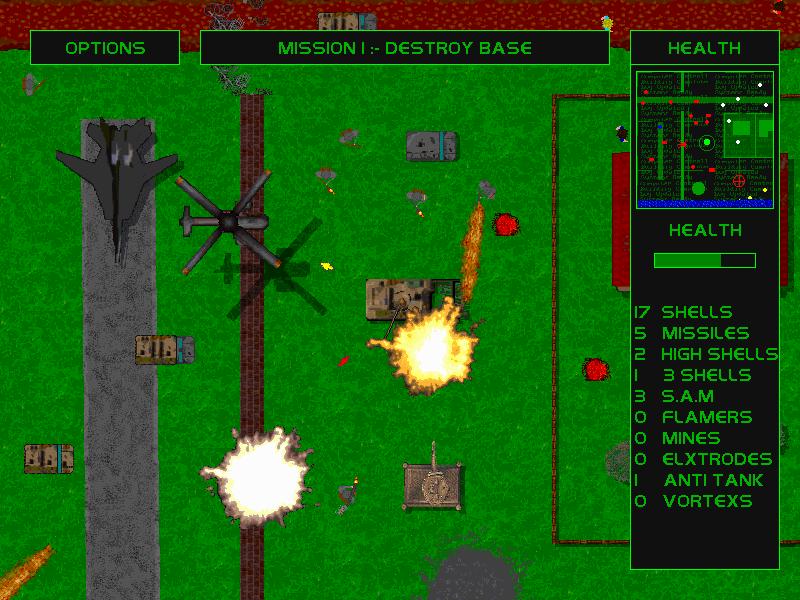 OPTIONS
MISSION 1 :- DESTROY BASE
HEALTH
HEALTH
17 SHELLS
5 MISSILES
2 HIGH SHELLS
1 3 SHELLS
3 S.A.M
0 FLAMERS
0 MINES
0 ELXTRODES
1 ANTI TANK
0 VORTEXS